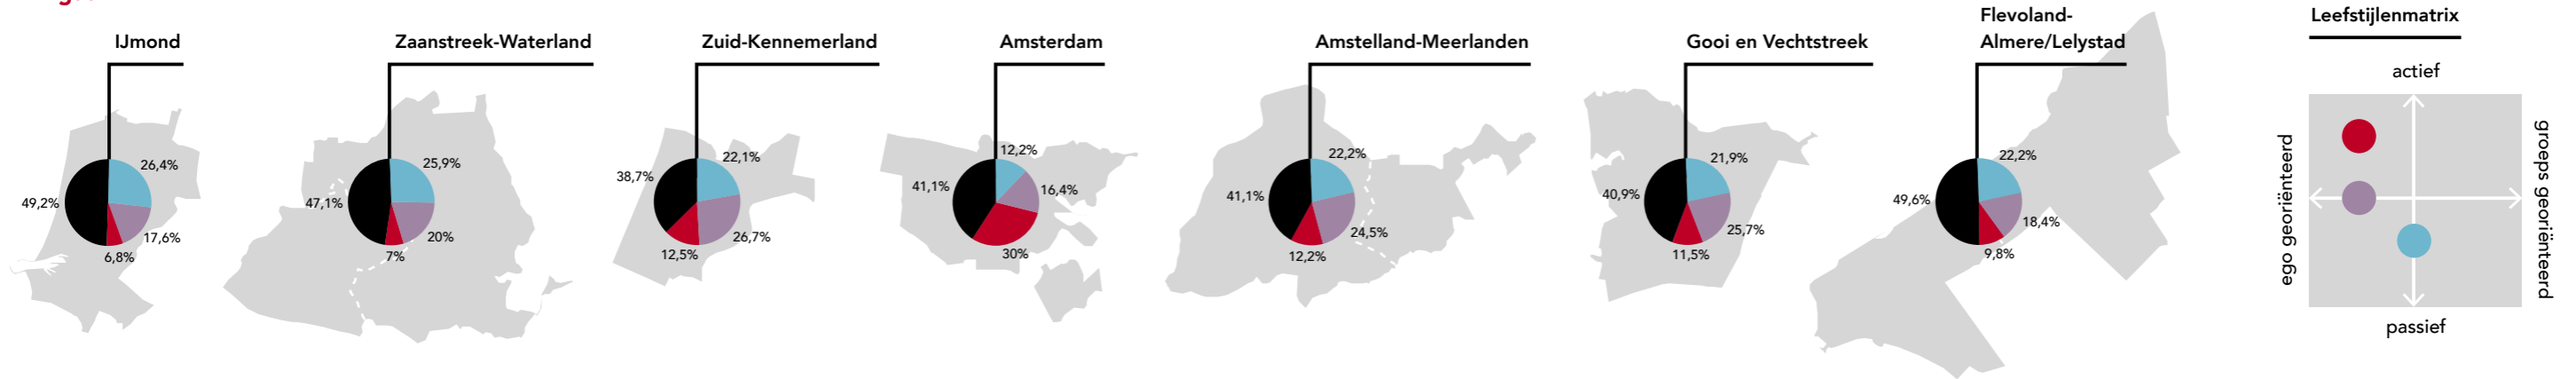 IJmond
49,2%
26,4%
17,6%
6,8%
Zaanstreek-Waterland
47,1%
25,9%
20%
7%
Zuid-Kennemerland
38,7%
22,1%
26,7%
12,5%
Amsterdam
41,1%
12,2%
16,4%
30%
Amstelland-Meerlanden
41,1%
22,2%
24,5%
12,2%
Gooi en Vechtstreek
40,9%
21,9%
25,7%
11,5%
Flevoland-
Almere/Lelystad
49,6%
22,2%
18,4%
9,8%
Leefstijlenmatrix
actief
ego georiënteerd
groeps georiënteerd
passief